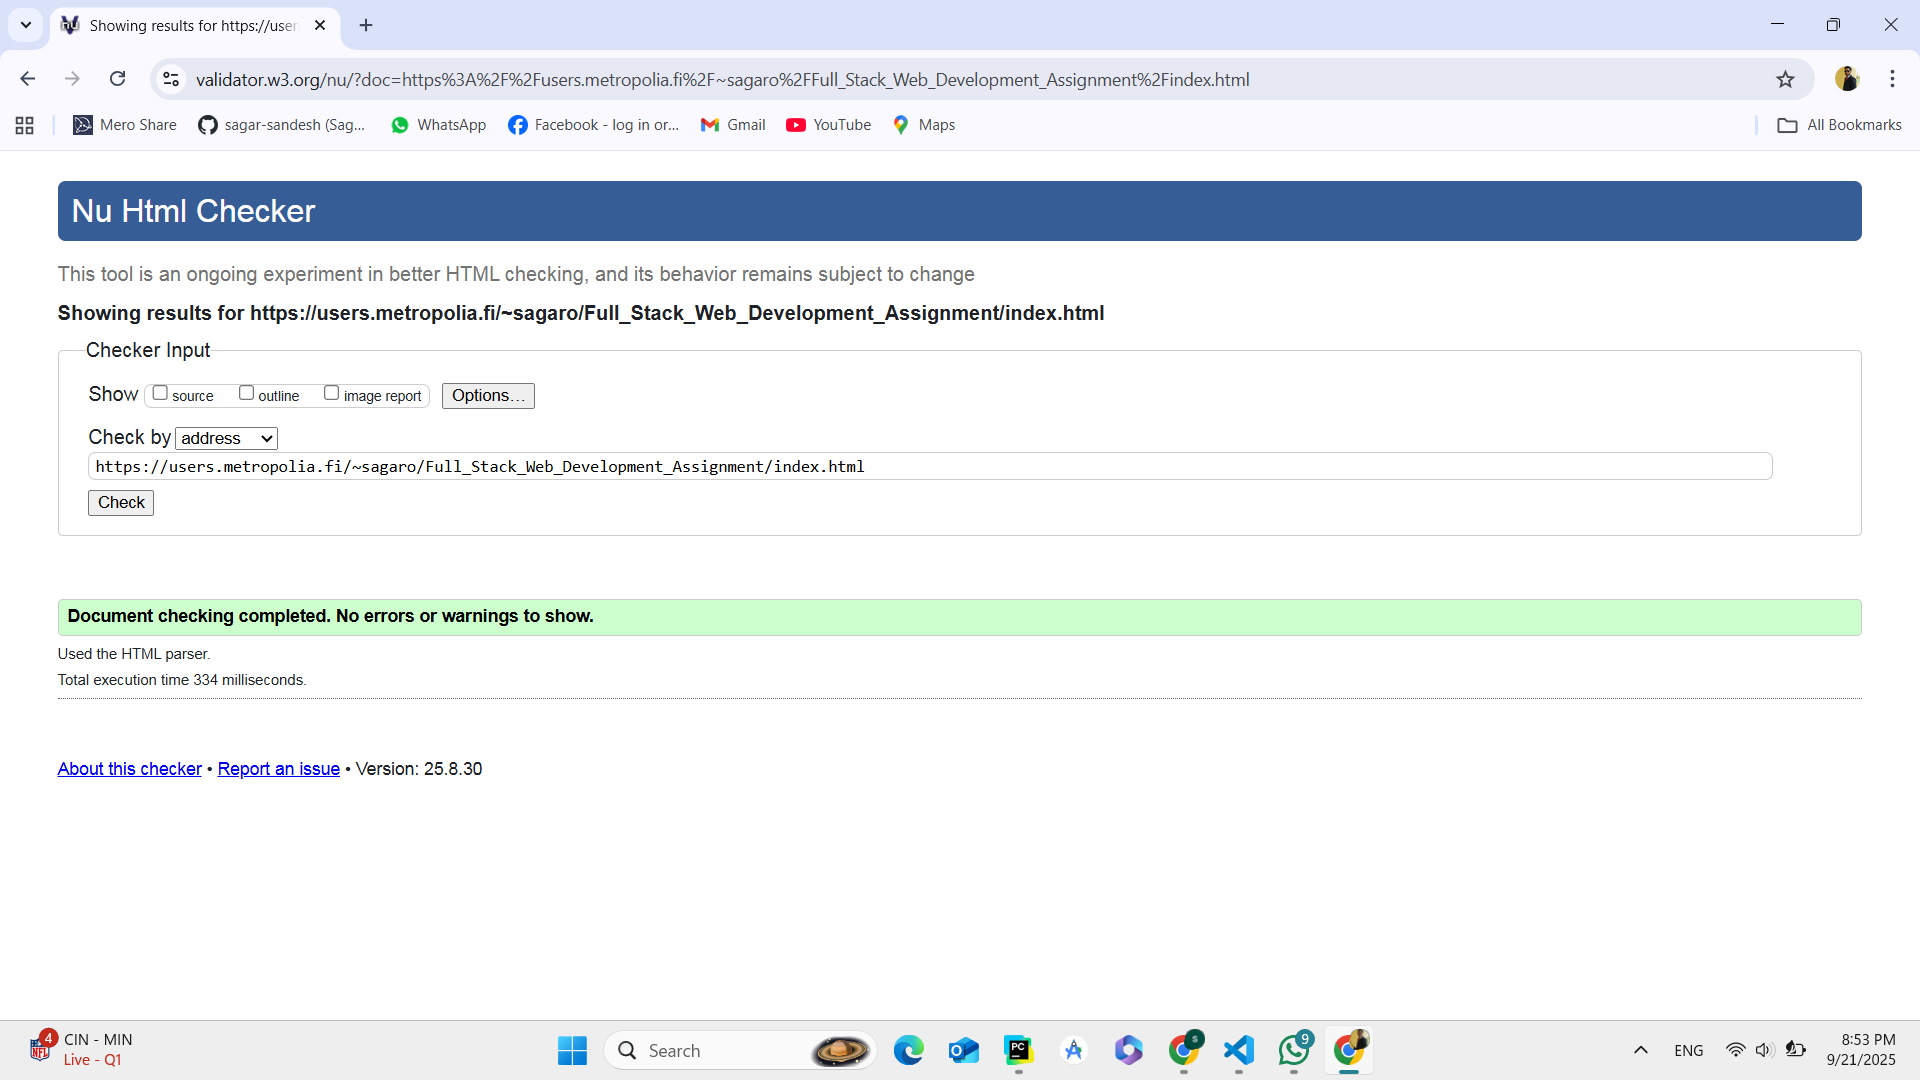 Showing results for https://user
validator.w3.org/nu/?doc=https%3A%2F%2Fusers.metropolia.fi%2F~sagaro%2FFull_Stack_Web_Development_Assignment%2Findex.html
Mero Share
sagar-sandesh (Sag...
WhatsApp
Facebook - log in or...
Gmail
YouTube
Maps
All Bookmarks
Nu Html Checker
This tool is an ongoing experiment in better HTML checking, and its behavior remains subject to change
Showing results for https://users.metropolia.fi/~sagaro/Full_Stack_Web_Development_Assignment/index.html
Checker Input
Show source outline image report Options…
Check by address
https://users.metropolia.fi/~sagaro/Full_Stack_Web_Development_Assignment/index.html
Check
Document checking completed. No errors or warnings to show.
Used the HTML parser.
Total execution time 334 milliseconds.
About this checker • Report an issue • Version: 25.8.30
4
NFL
CIN - MIN
Live - Q1
Search
PC
S
9
ENG
8:53 PM
9/21/2025